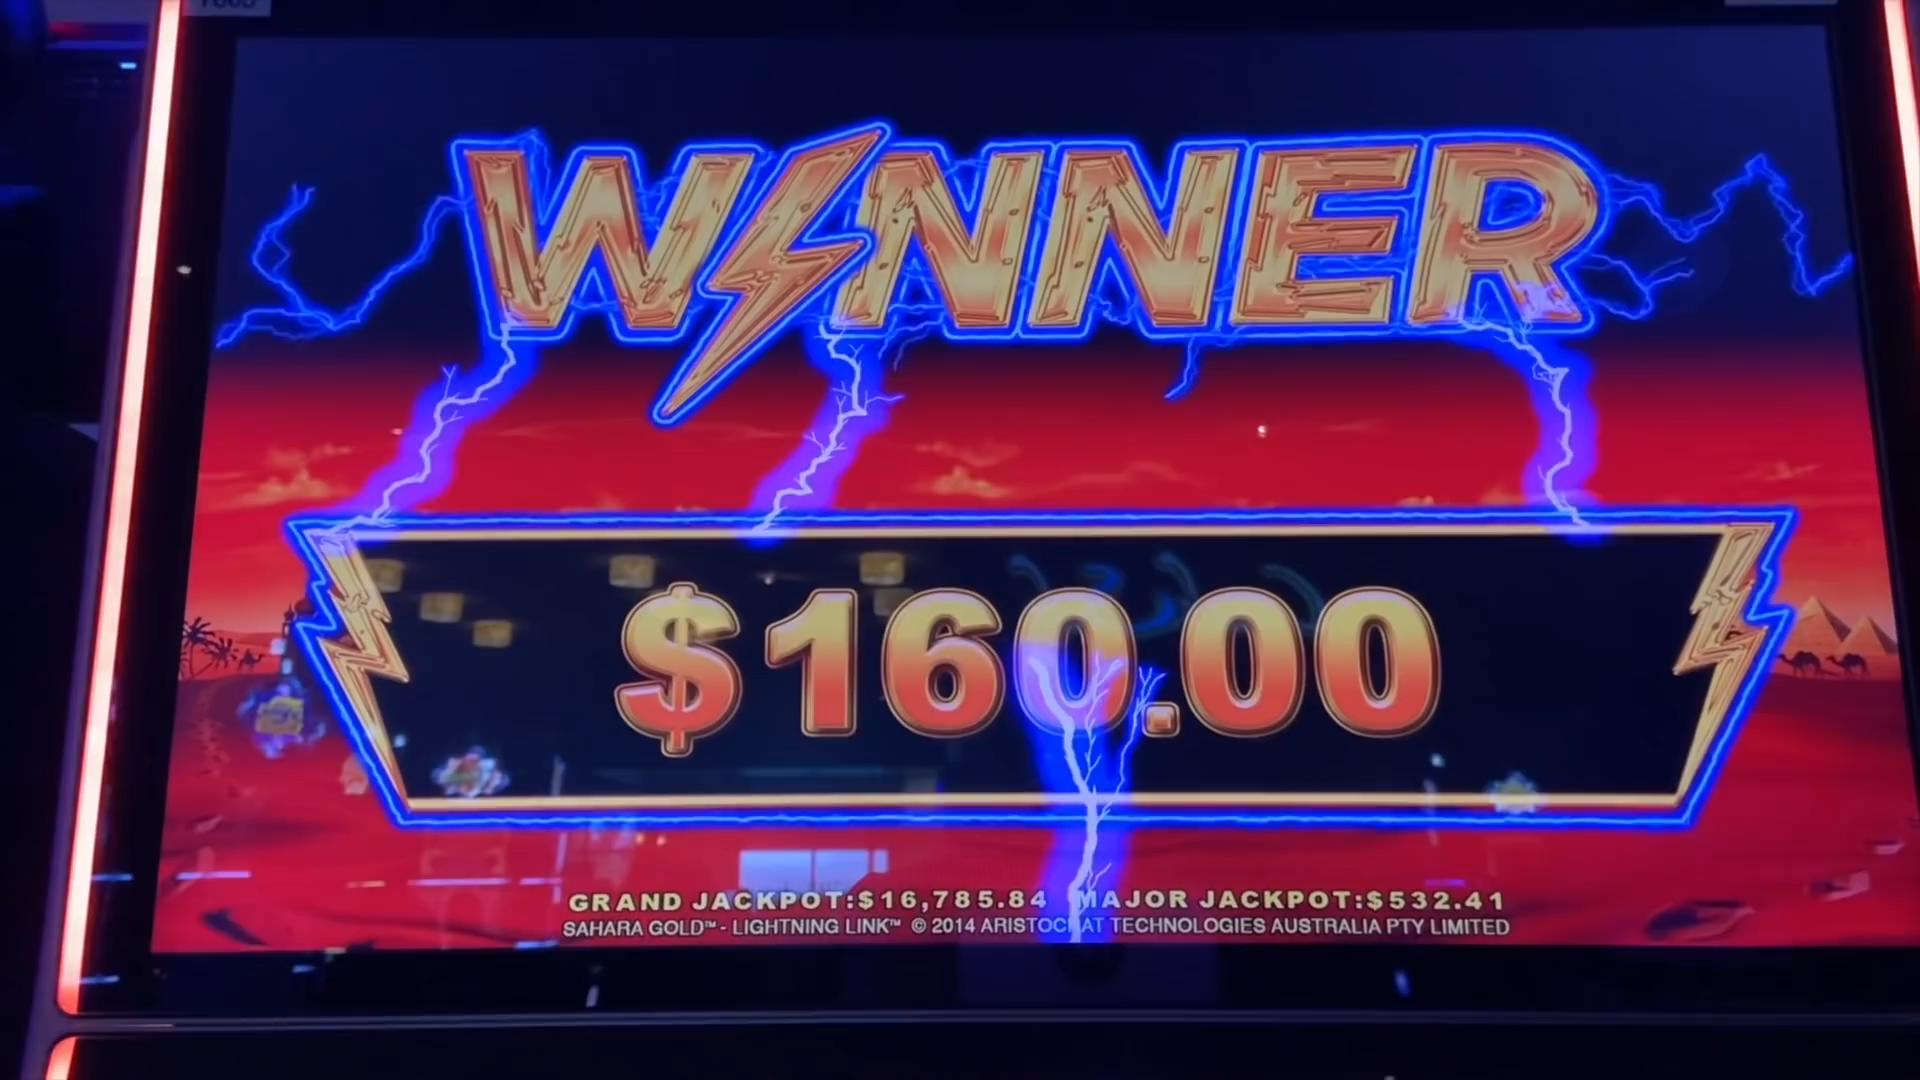 WINNER
$160.00
GRAND JACKPOT:$16,785.84 MAJOR JACKPOT:$532.41
SAHARA GOLD™ - LIGHTNING LINK™ © 2014 ARISTOCRAT TECHNOLOGIES AUSTRALIA PTY LIMITED